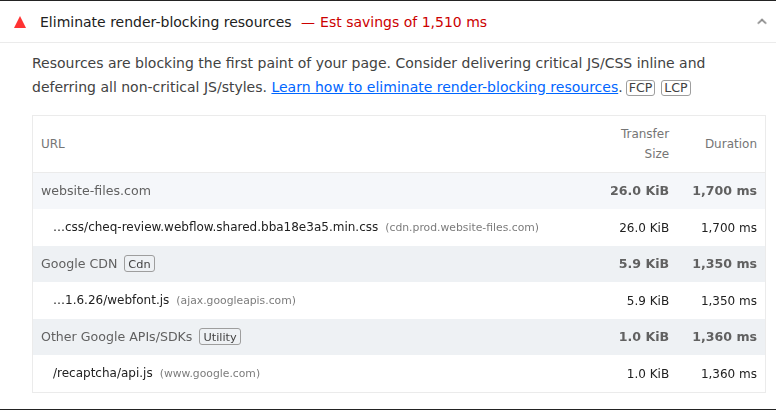 Eliminate render-blocking resources — Est savings of 1,510 ms
Resources are blocking the first paint of your page. Consider delivering critical JS/CSS inline and
deferring all non-critical JS/styles. Learn how to eliminate render-blocking resources. FCP LCP
URL Transfer Size Duration
website-files.com 26.0 KiB 1,700 ms
…css/cheq-review.webflow.shared.bba18e3a5.min.css (cdn.prod.website-files.com) 26.0 KiB 1,700 ms
Google CDN Cdn 5.9 KiB 1,350 ms
…1.6.26/webfont.js (ajax.googleapis.com) 5.9 KiB 1,350 ms
Other Google APIs/SDKs Utility 1.0 KiB 1,360 ms
/recaptcha/api.js (www.google.com) 1.0 KiB 1,360 ms